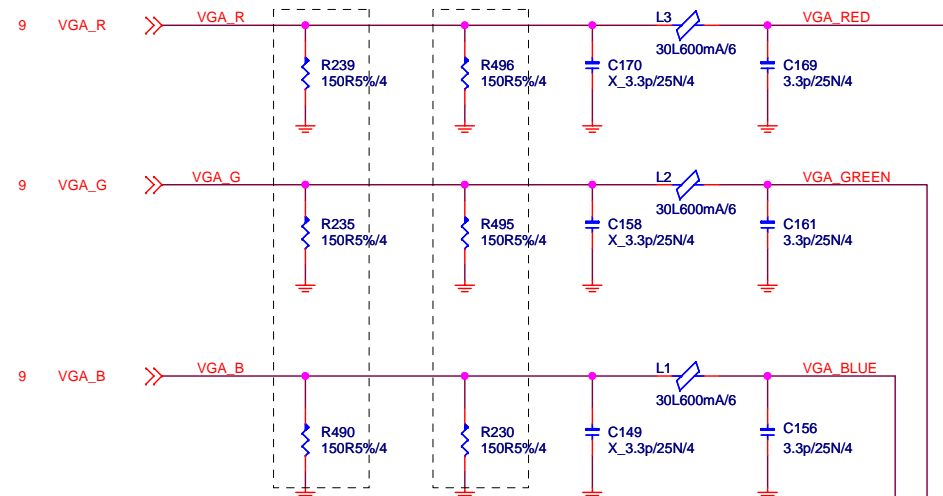 9 VGA_R VGA_R L3 VGA_RED
30L600mA/6
R239 R496 C170 C169
150R5%/4 150R5%/4 X_3.3p/25N/4 3.3p/25N/4
9 VGA_G VGA_G L2 VGA_GREEN
30L600mA/6
R235 R495 C158 C161
150R5%/4 150R5%/4 X_3.3p/25N/4 3.3p/25N/4
9 VGA_B VGA_B L1 VGA_BLUE
30L600mA/6
R490 R230 C149 C156
150R5%/4 150R5%/4 X_3.3p/25N/4 3.3p/25N/4